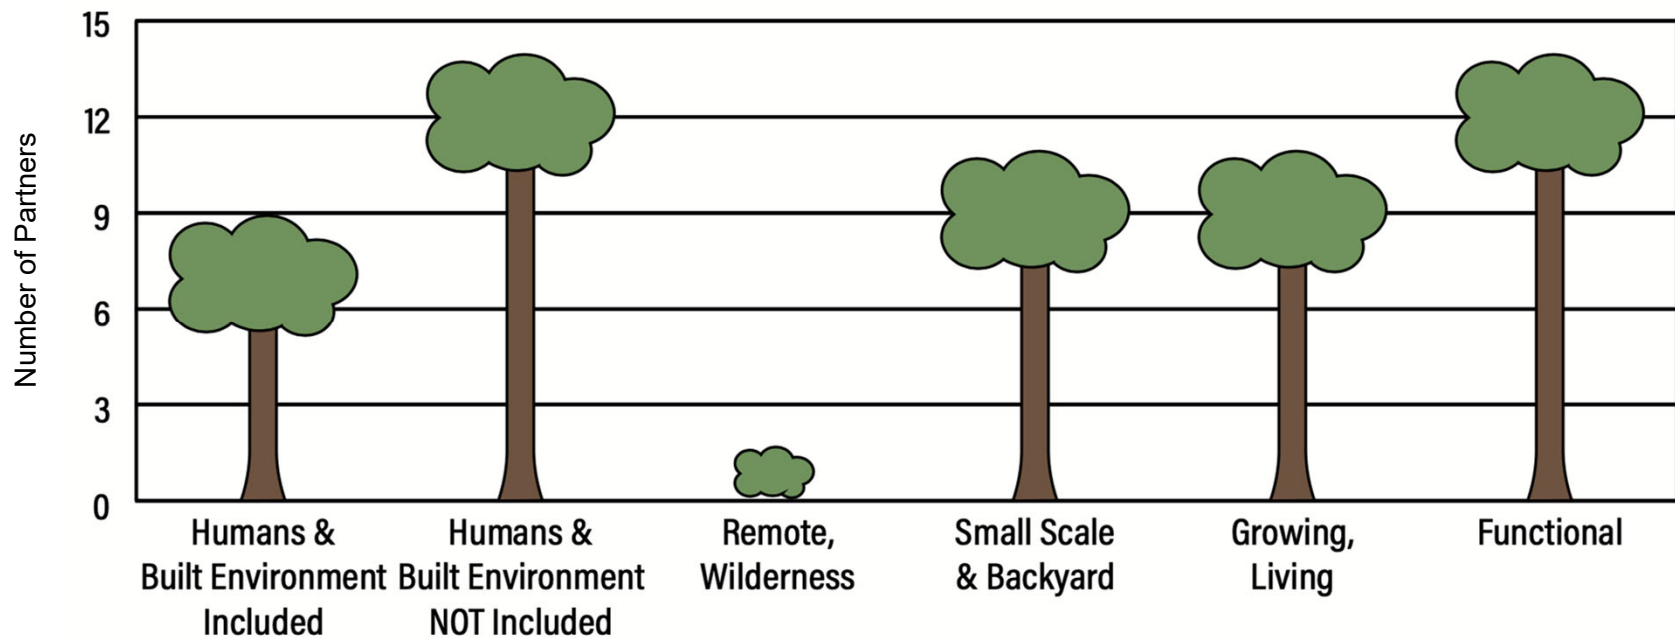 15
12
9
6
3
0
Number of Partners
Humans &
Built Environment
Included
Humans &
Built Environment
NOT Included
Remote,
Wilderness
Small Scale
& Backyard
Growing,
Living
Functional